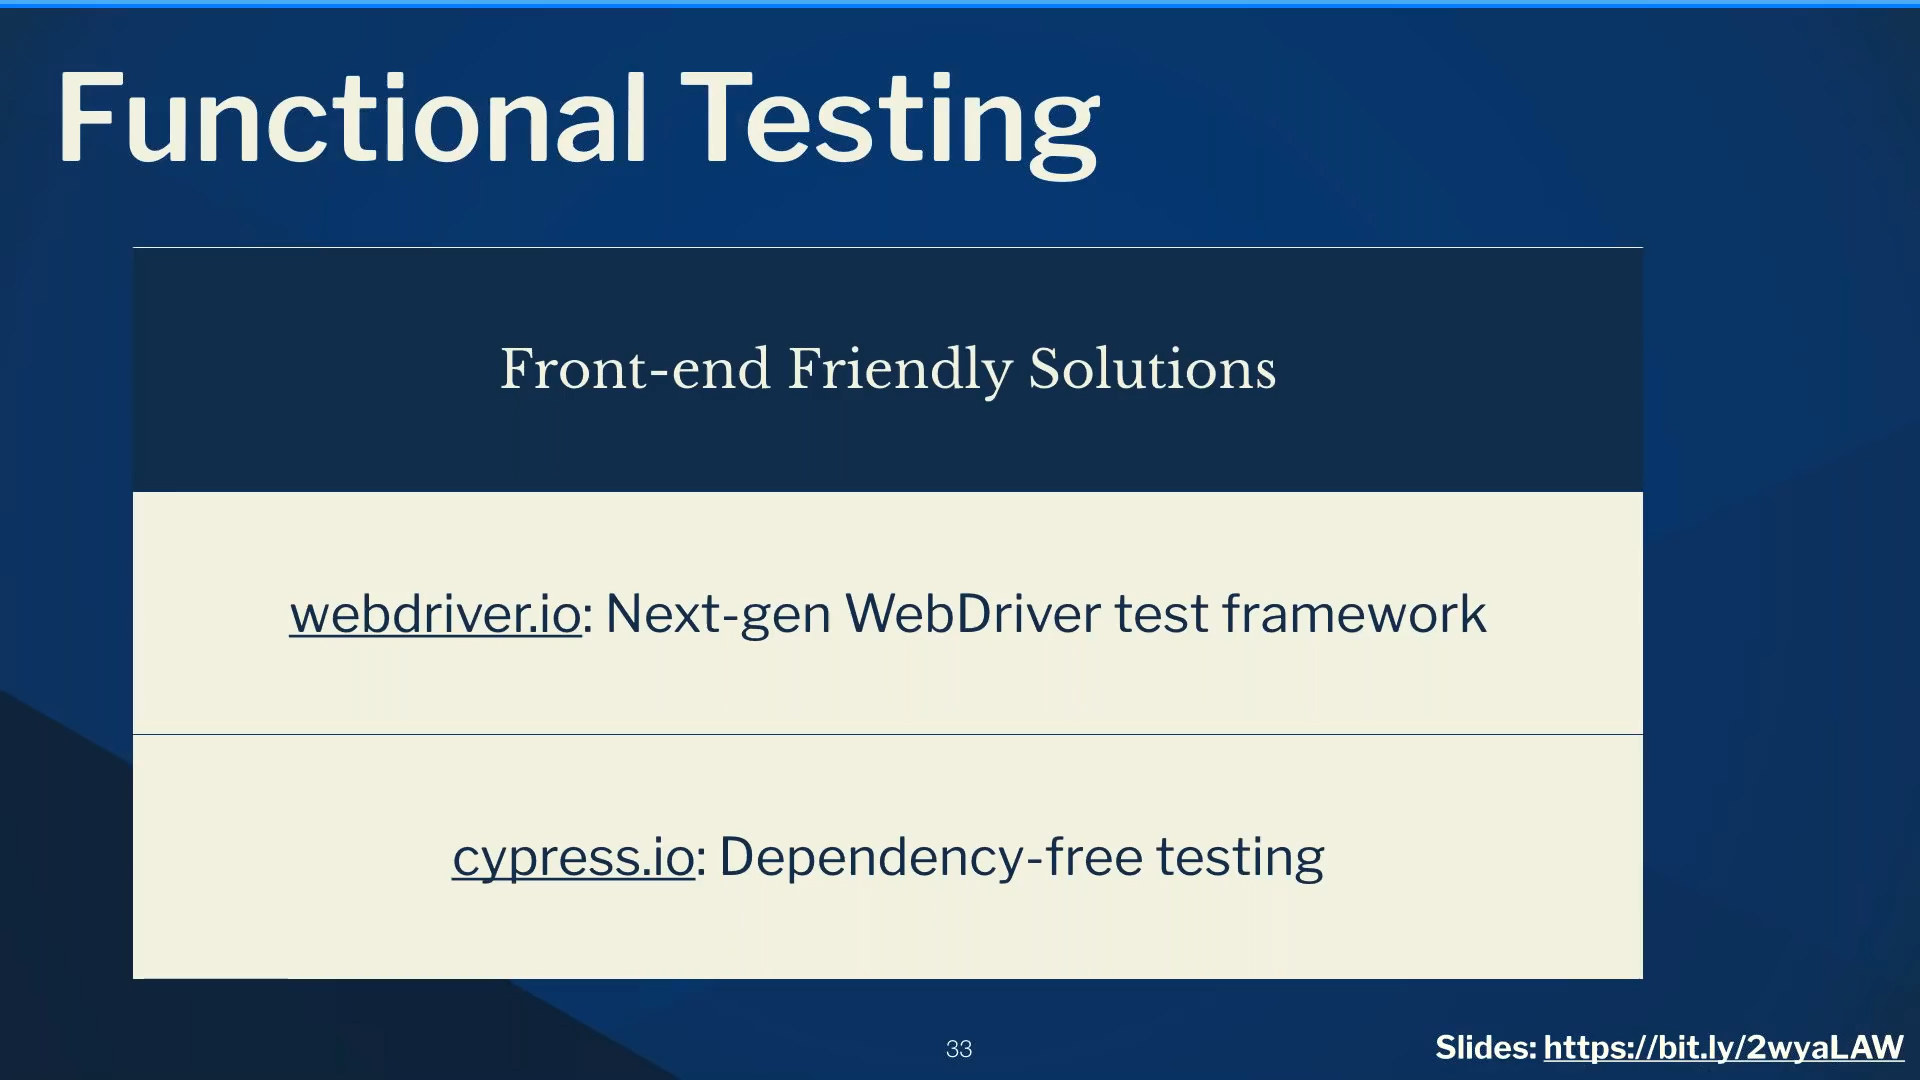 Functional Testing
Front-end Friendly Solutions
webdriver.io: Next-gen WebDriver test framework
cypress.io: Dependency-free testing
33
Slides: https://bit.ly/2wyaLAW